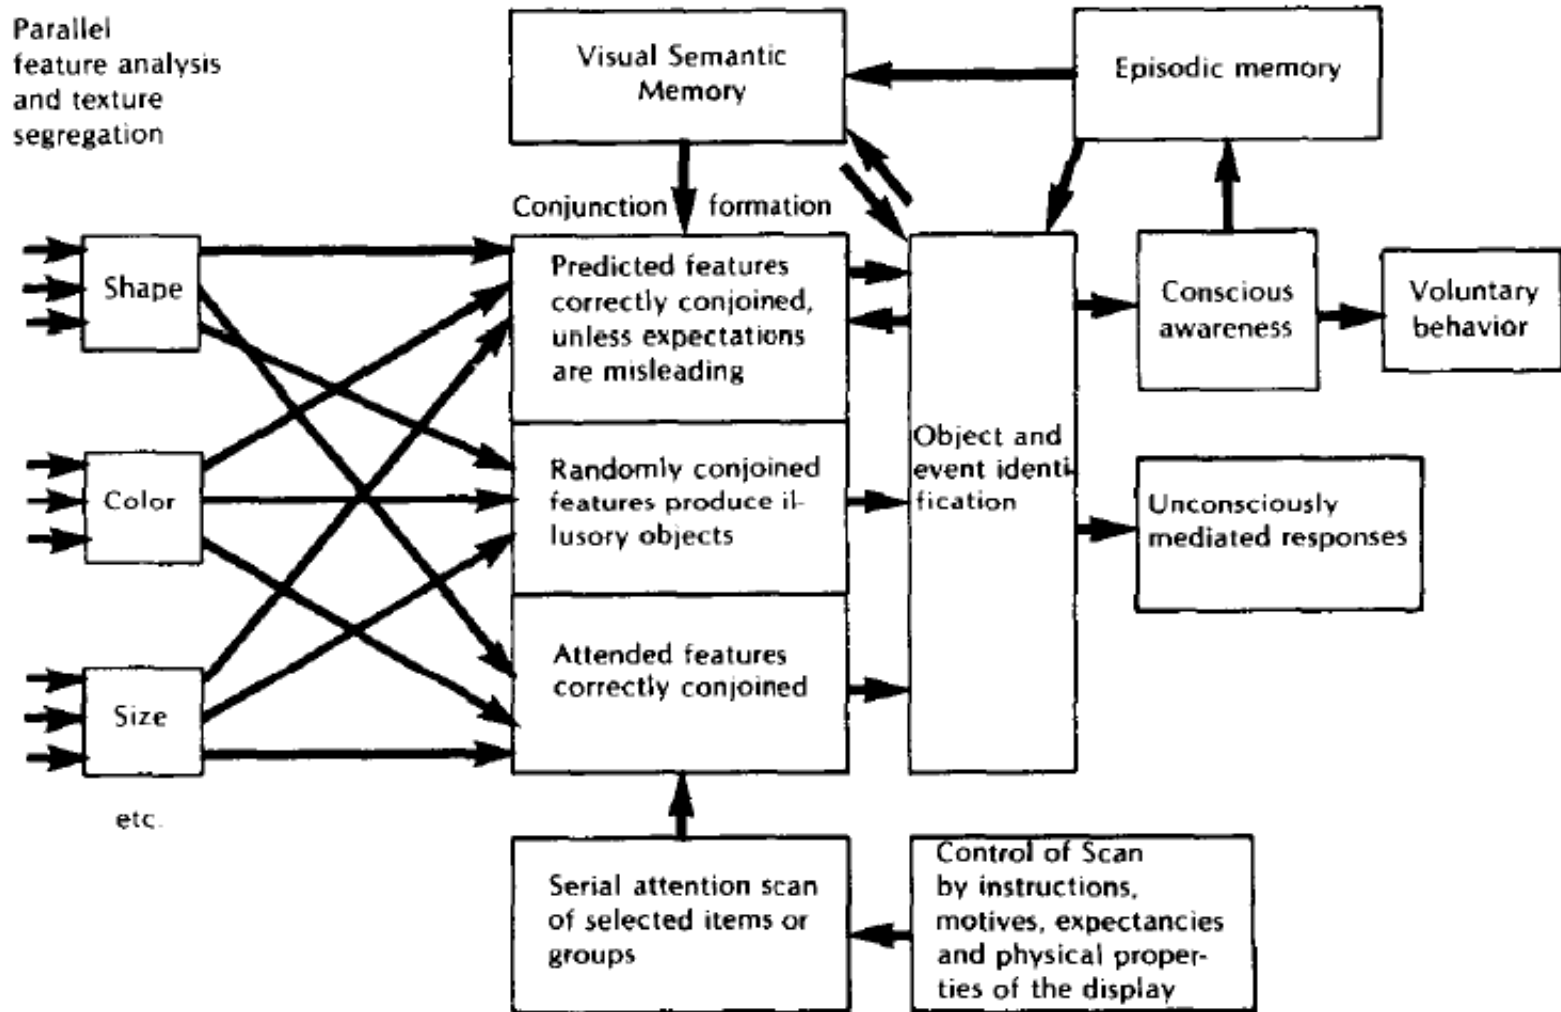 Parallel
feature analysis
and texture
segregation
Visual Semantic
Memory
Episodic memory
Conjunction formation
Shape
Predicted features
correctly conjoined,
unless expectations
are misleading
Conscious
awareness
Voluntary
behavior
Color
Randomly conjoined
features produce il-
lusory objects
Object and
event identi-
fication
Unconsciously
mediated responses
Size
Attended features
correctly conjoined
etc.
Serial attention scan
of selected items or
groups
Control of Scan
by instructions,
motives, expectancies
and physical proper-
ties of the display